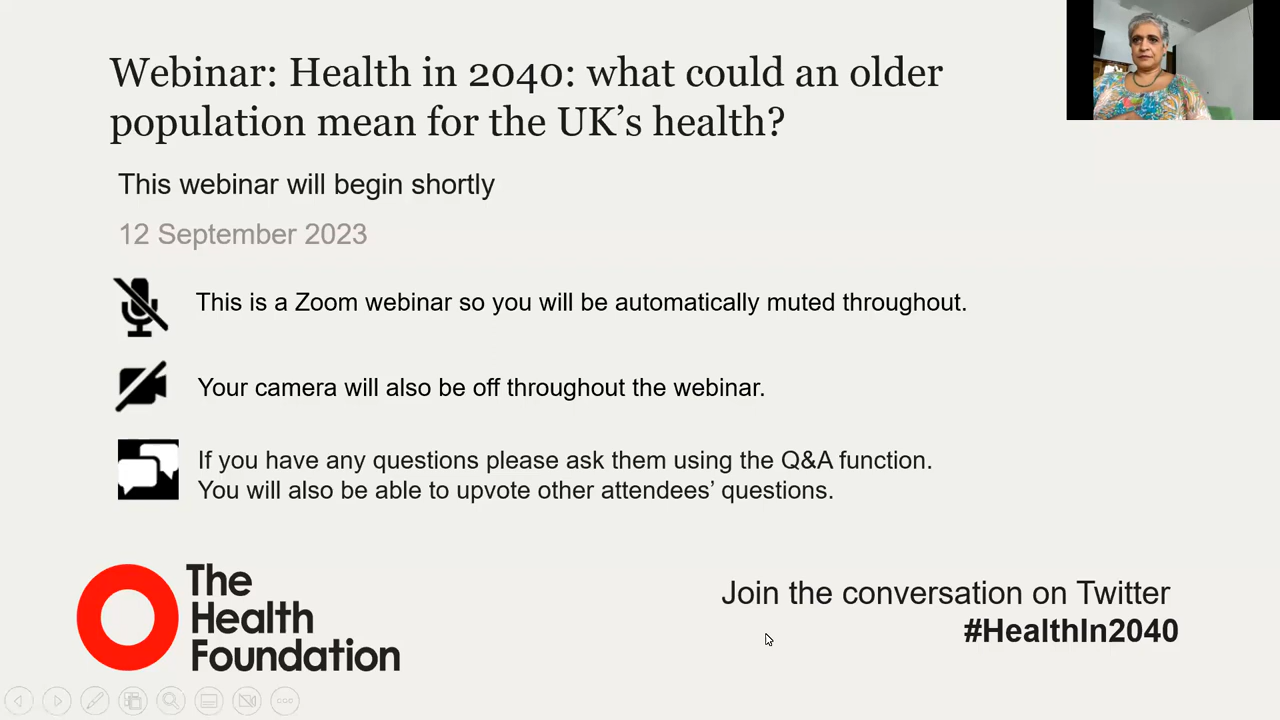 Webinar: Health in 2040: what could an older
population mean for the UK’s health?
This webinar will begin shortly
12 September 2023
This is a Zoom webinar so you will be automatically muted throughout.
Your camera will also be off throughout the webinar.
If you have any questions please ask them using the Q&A function.
You will also be able to upvote other attendees’ questions.
The
Health
Foundation
Join the conversation on Twitter
#HealthIn2040